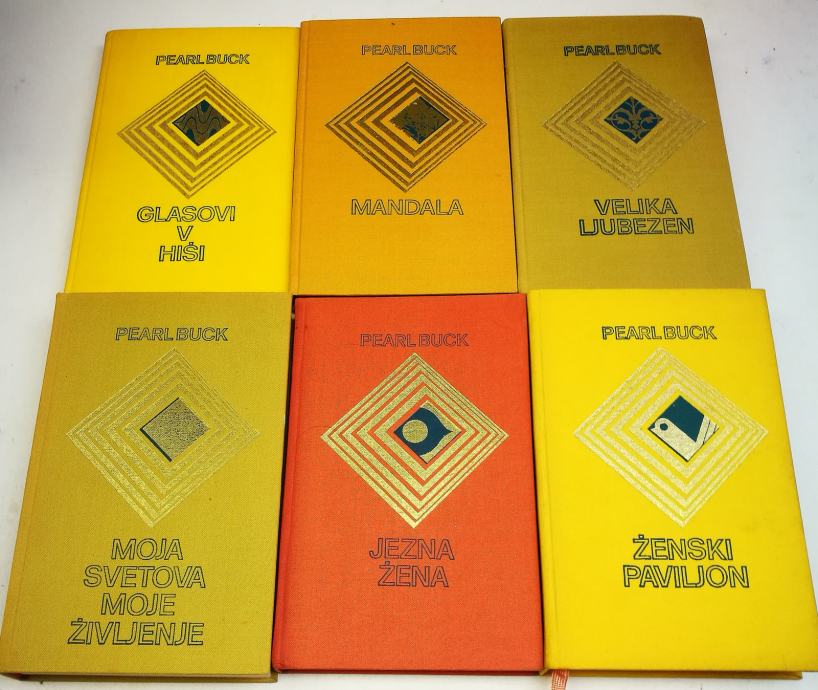 PEARL BUCK
GLASOVI
V
HIŠI
PEARL BUCK
MANDALA
PEARL BUCK
VELIKA
LJUBEZEN
PEARL BUCK
MOJA
SVETOVA
MOJE
ŽIVLJENJE
PEARL BUCK
JEZNA
ŽENA
PEARL BUCK
ŽENSKI
PAVILJON